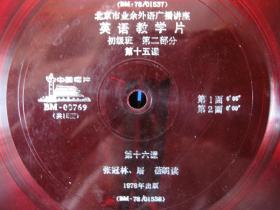 (BM-78/01537)
北京市业余外语广播讲座
英语教学片
初级班 第二部分
第十五课
中国唱片
BM-00769
第1面
第2面
第十六课
张冠林、屠蓓朗读
1978年出版
(BM-78/01538)